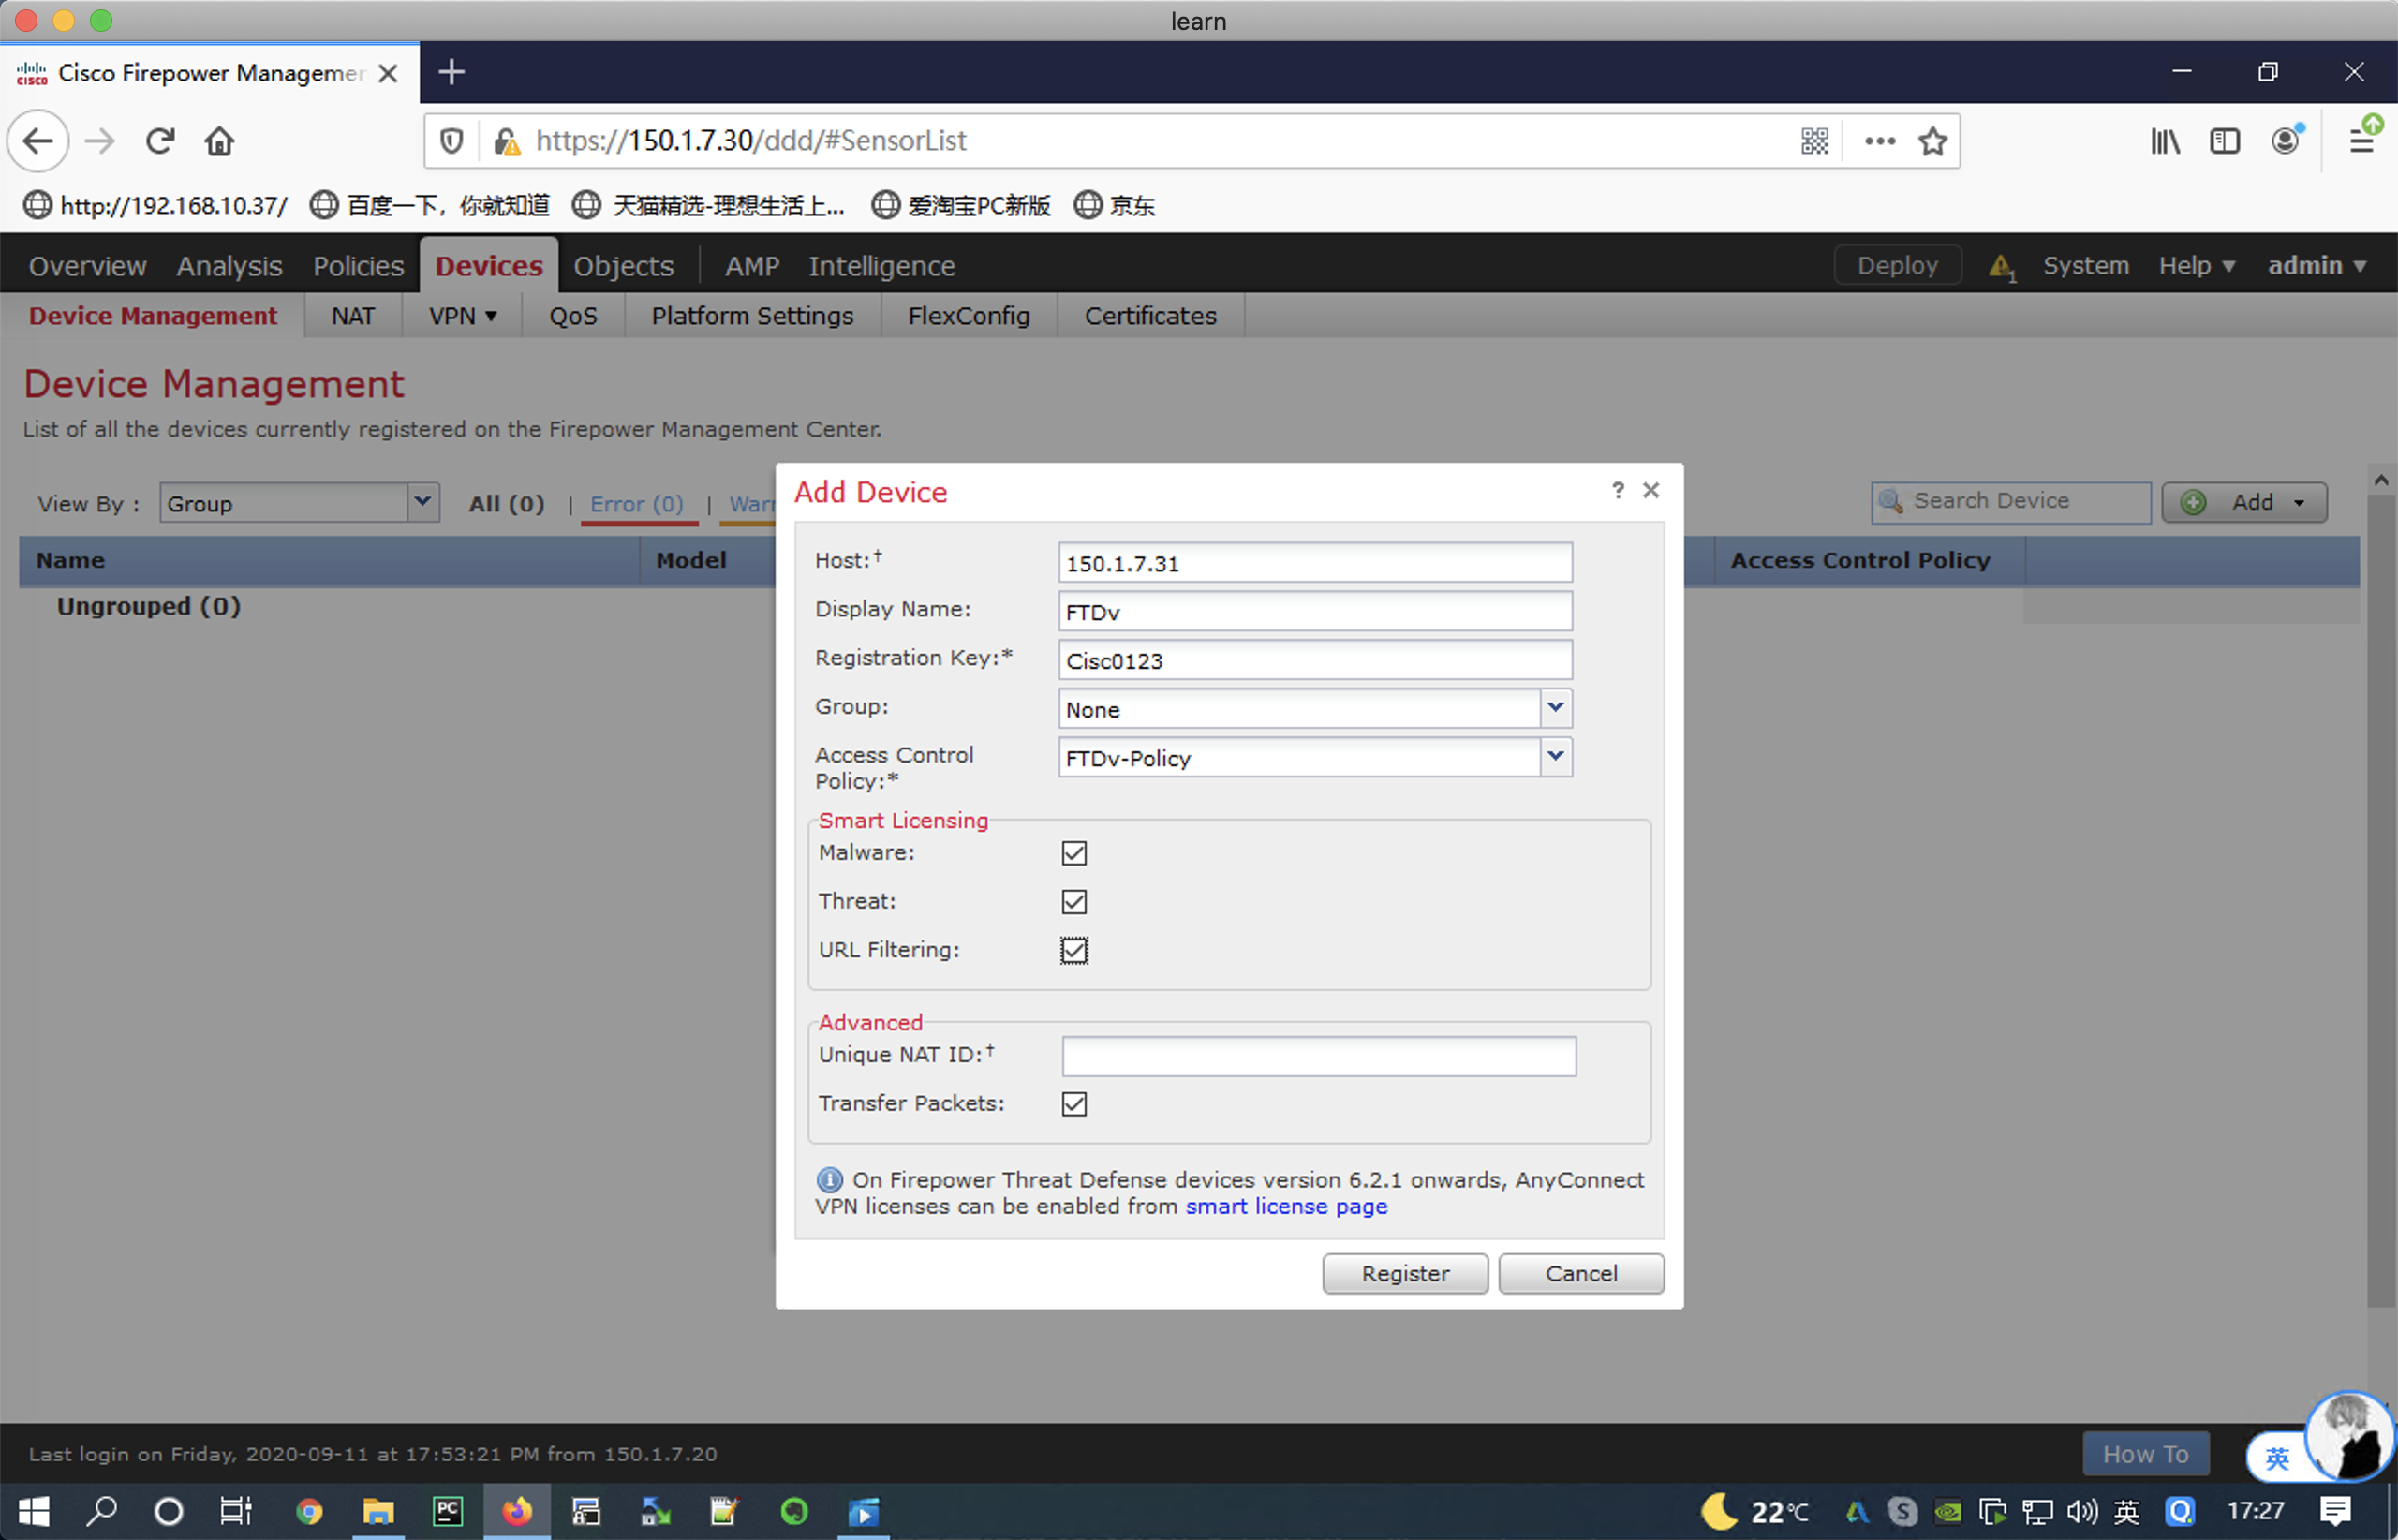 learn
CISCO Cisco Firepower Managemen
https://150.1.7.30/ddd/#SensorList
http://192.168.10.37/ 百度一下，你就知道 天猫精选-理想生活上... 爱淘宝PC新版 京东
Overview Analysis Policies Devices Objects AMP Intelligence Deploy 1 System Help admin
Device Management NAT VPN QoS Platform Settings FlexConfig Certificates
Device Management
List of all the devices currently registered on the Firepower Management Center.
View By : Group All (0) | Error (0) | Warr Search Device Add
Name Model Access Control Policy
Ungrouped (0)
Add Device ?
Host:† 150.1.7.31
Display Name: FTDv
Registration Key:* Cisc0123
Group: None
Access Control Policy:* FTDv-Policy
Smart Licensing
Malware:
Threat:
URL Filtering:
Advanced
Unique NAT ID:†
Transfer Packets:
On Firepower Threat Defense devices version 6.2.1 onwards, AnyConnect
VPN licenses can be enabled from smart license page
Register Cancel
Last login on Friday, 2020-09-11 at 17:53:21 PM from 150.1.7.20 How To 英
PC 22℃ 英 17:27